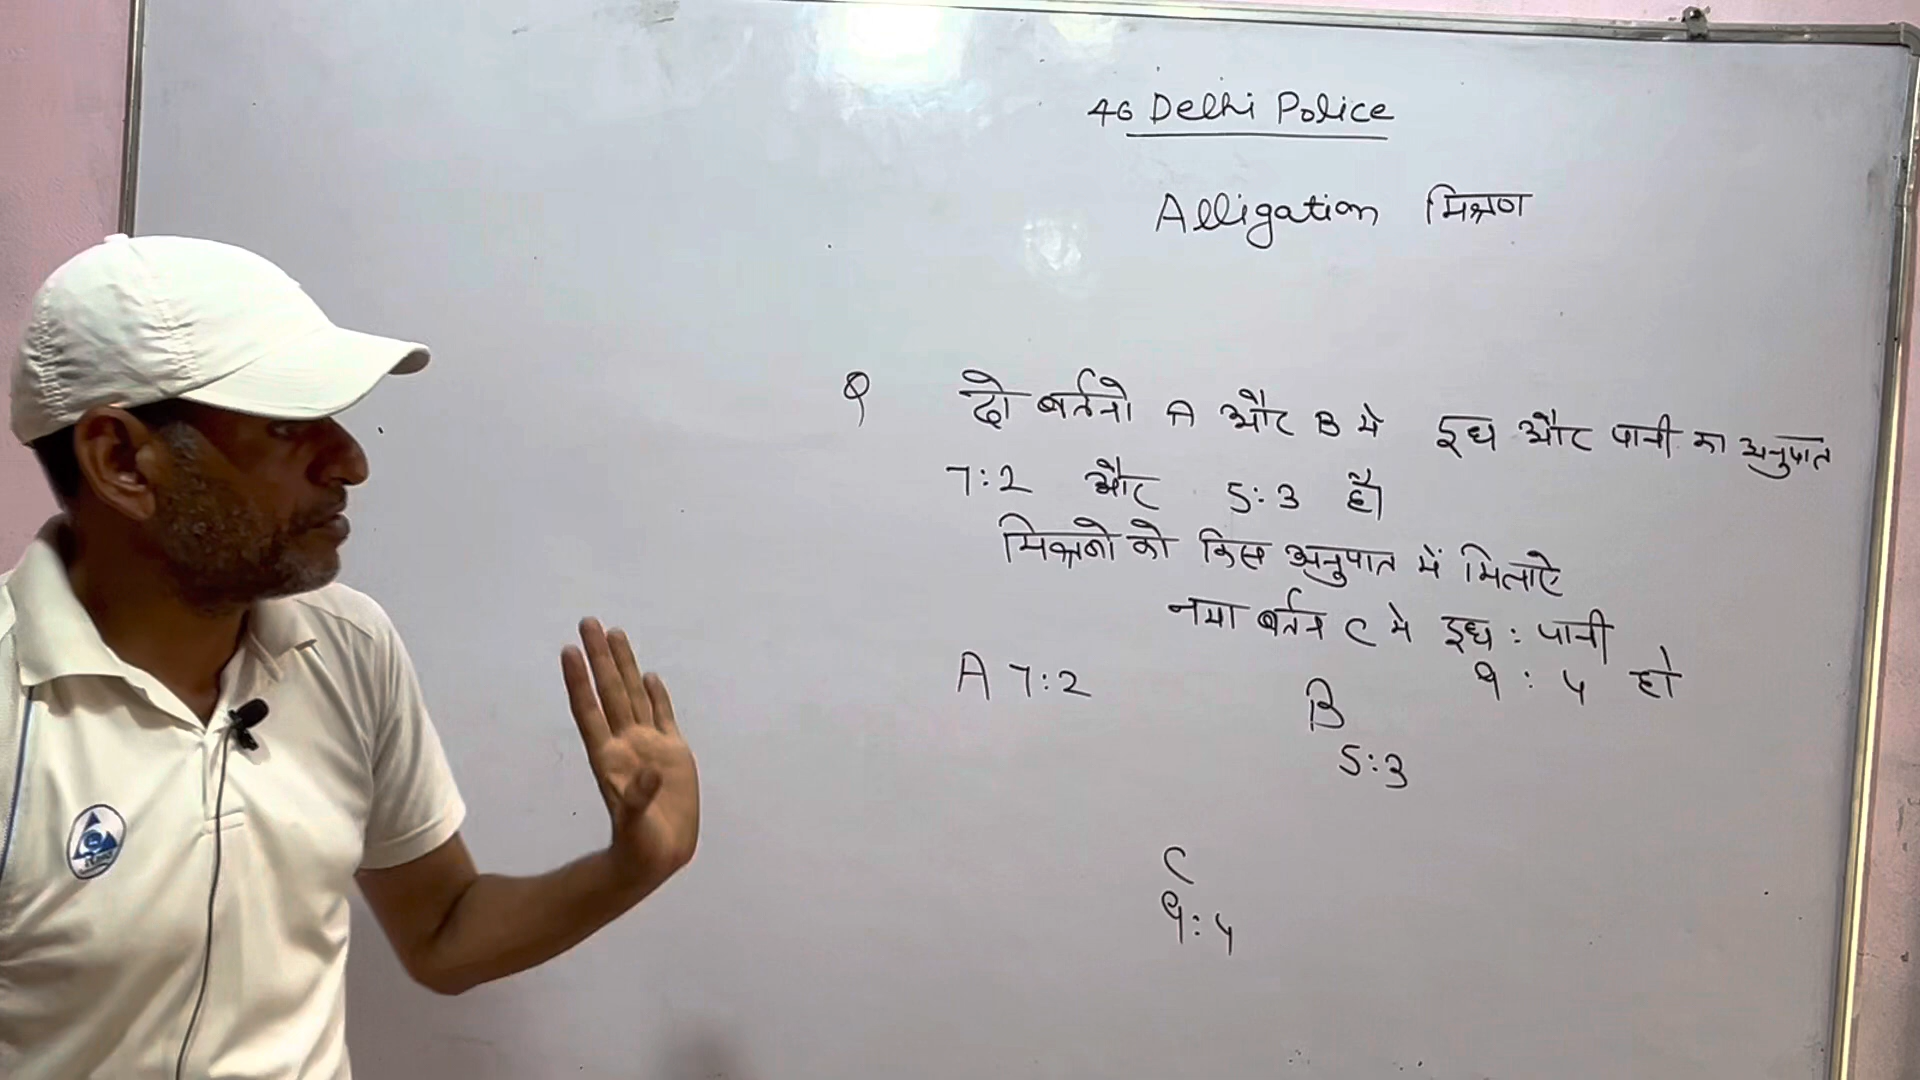 46 Delhi Police
Alligation मिश्रण
Q दो बर्तनो A और B मे दूध और पानी का अनुपात
7:2 और 5:3 है।
मिश्रणो को किस अनुपात में मिलाऐ
नया बर्तन C मे दूध : पानी
9 : 4 हो
A 7:2
B
5:3
C
9:4